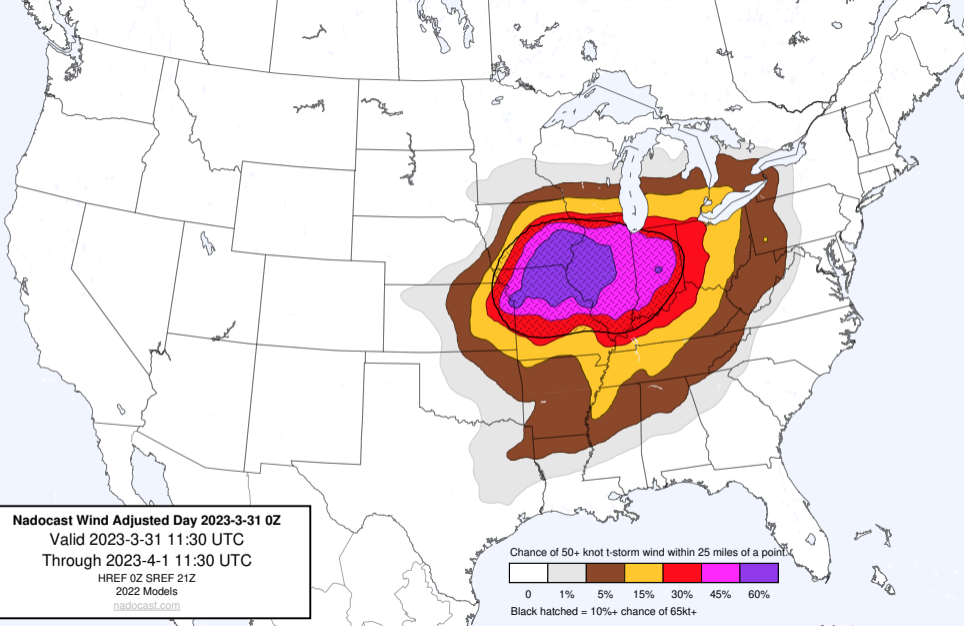 Nadocast Wind Adjusted Day 2023-3-31 0Z
Valid 2023-3-31 11:30 UTC
Through 2023-4-1 11:30 UTC
HREF 0Z SREF 21Z
2022 Models
nadocast.com
Chance of 50+ knot t-storm wind within 25 miles of a point.
0 1% 5% 15% 30% 45% 60%
Black hatched = 10%+ chance of 65kt+